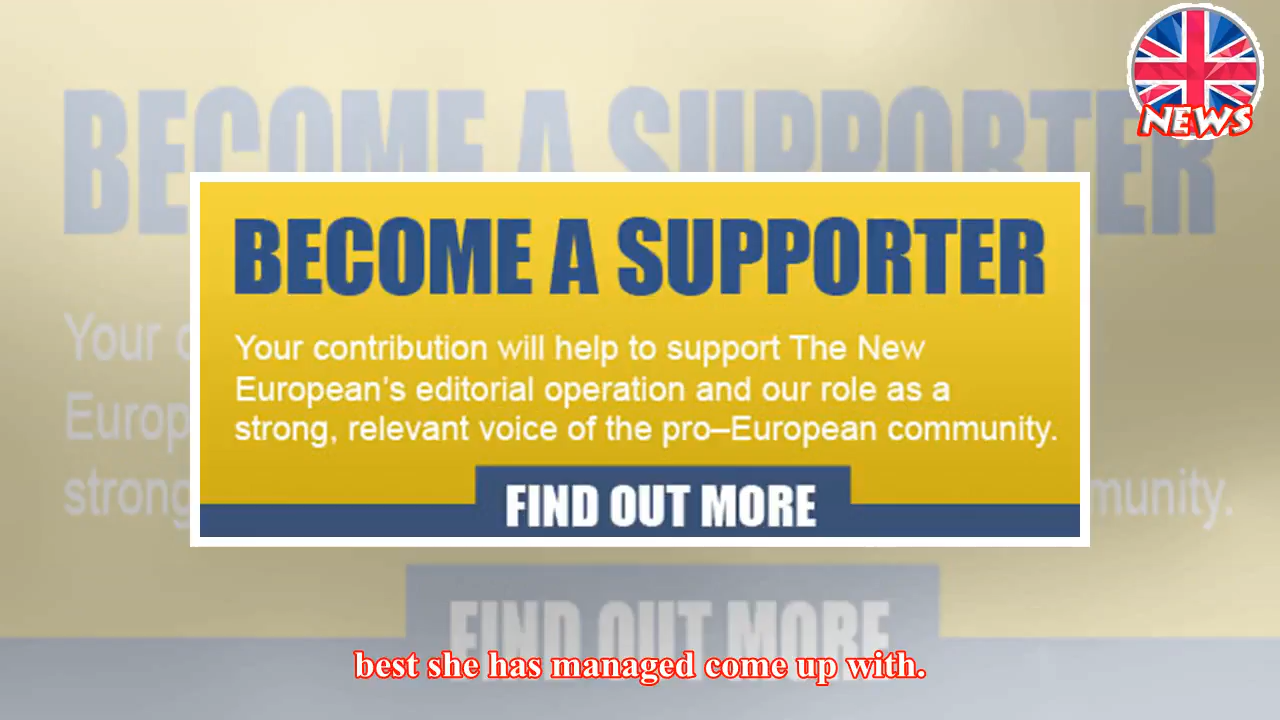 NEWS
BECOME A SUPPORTER
Your contribution will help to support The New
European's editorial operation and our role as a
strong, relevant voice of the pro–European community.
FIND OUT MORE
best she has managed come up with.